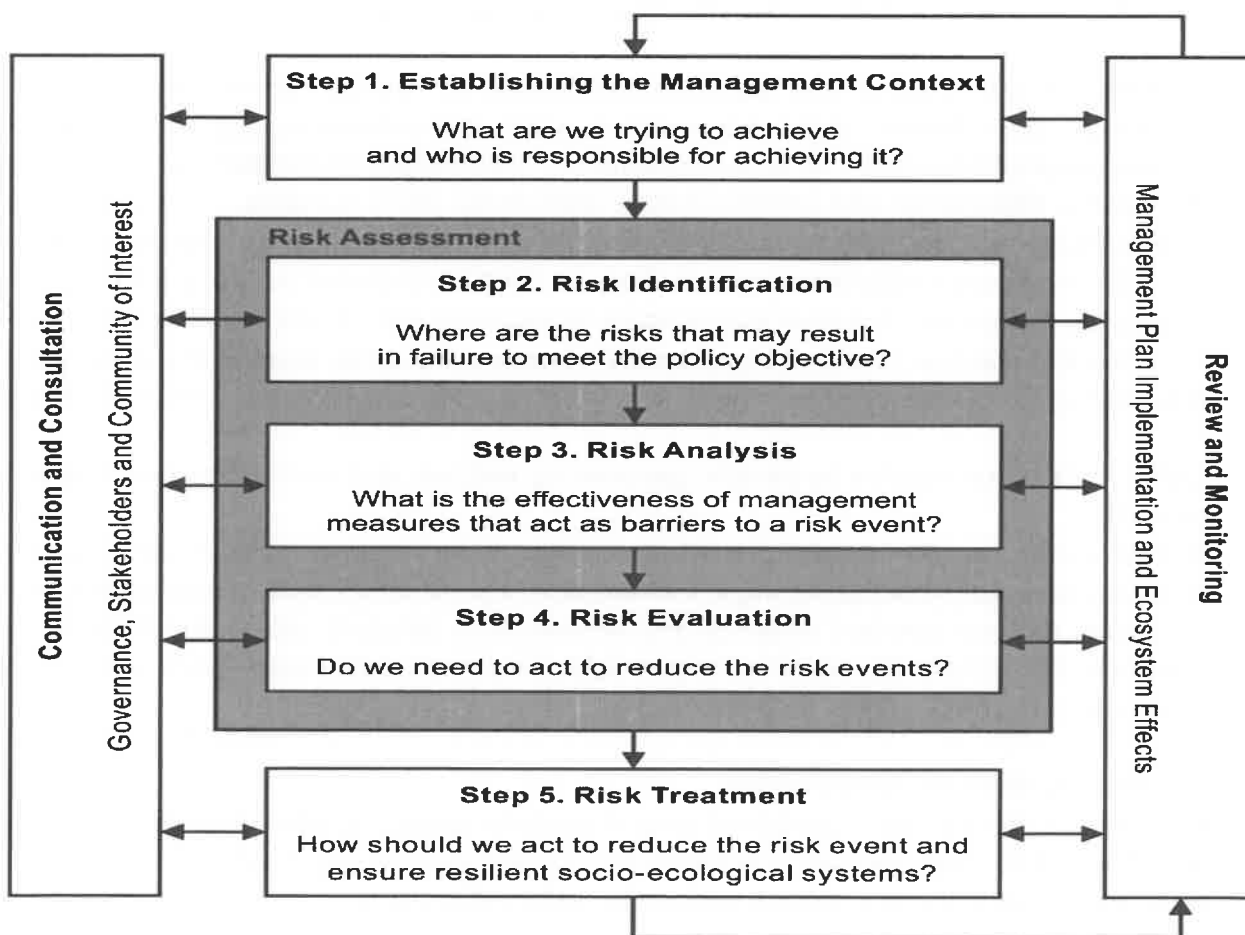 Communication and Consultation
Governance, Stakeholders and Community of Interest
Step 1. Establishing the Management Context
What are we trying to achieve
and who is responsible for achieving it?
Risk Assessment
Step 2. Risk Identification
Where are the risks that may result
in failure to meet the policy objective?
Step 3. Risk Analysis
What is the effectiveness of management
measures that act as barriers to a risk event?
Step 4. Risk Evaluation
Do we need to act to reduce the risk events?
Step 5. Risk Treatment
How should we act to reduce the risk event and
ensure resilient socio-ecological systems?
Review and Monitoring
Management Plan Implementation and Ecosystem Effects